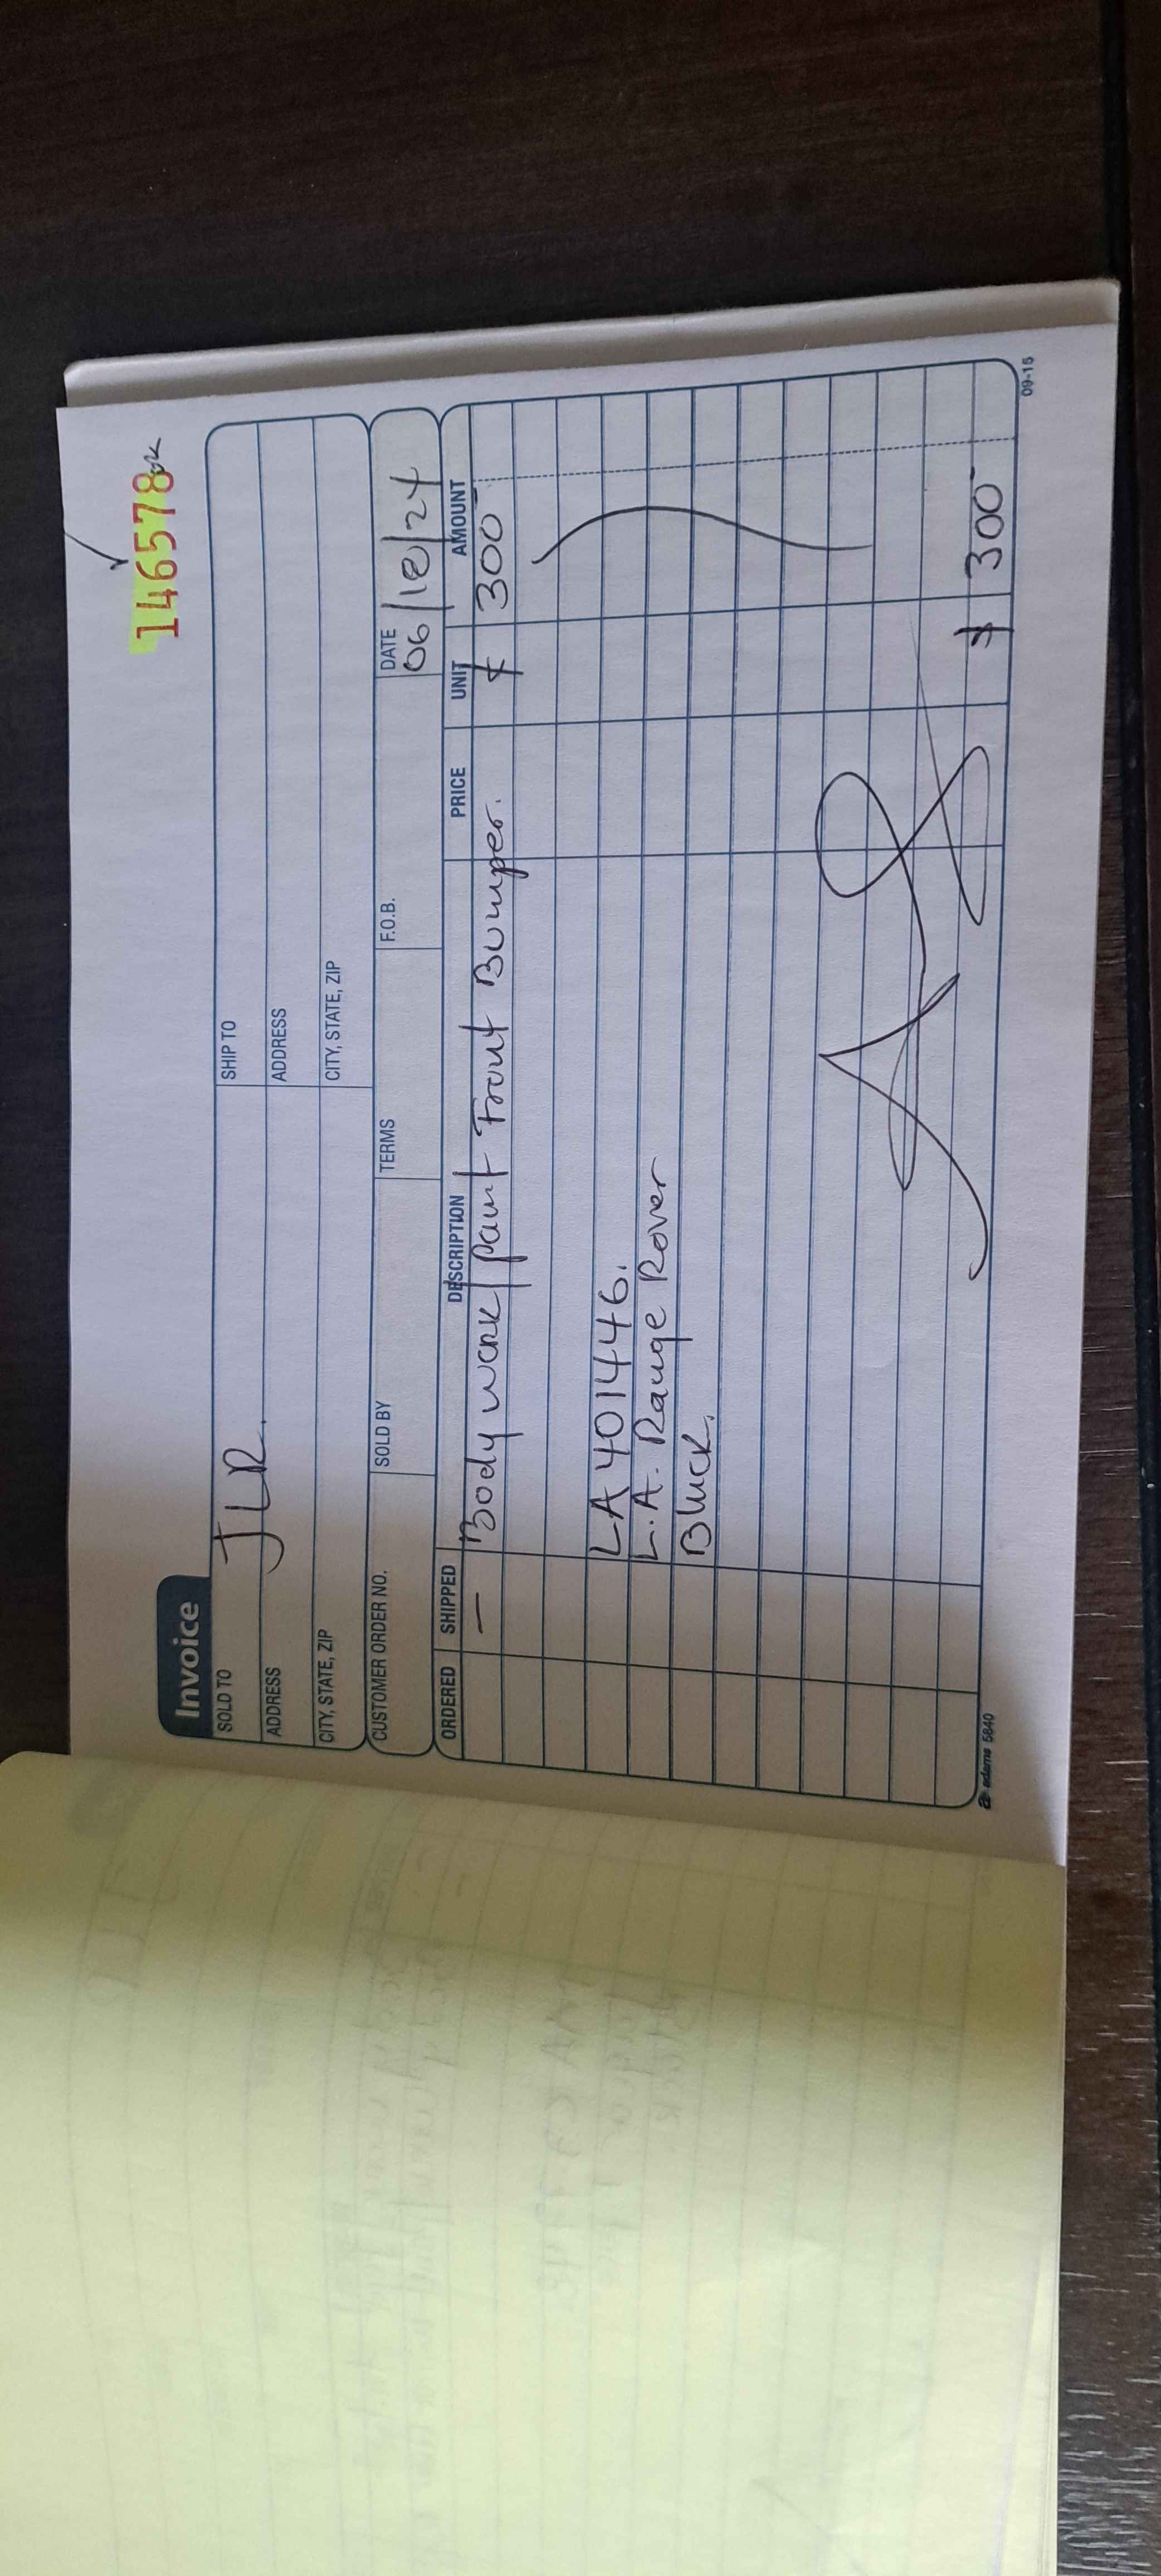 146578 ok
Invoice
SOLD TO JLR. SHIP TO
ADDRESS ADDRESS
CITY, STATE, ZIP CITY, STATE, ZIP
CUSTOMER ORDER NO. SOLD BY TERMS F.O.B. DATE
06/18/24
ORDERED SHIPPED DESCRIPTION PRICE UNIT AMOUNT
— Body work/paint Front Bumper. $ 300-
LA 401446.
L.A. Range Rover
Black.
$ 300-
adams 5840 09-15